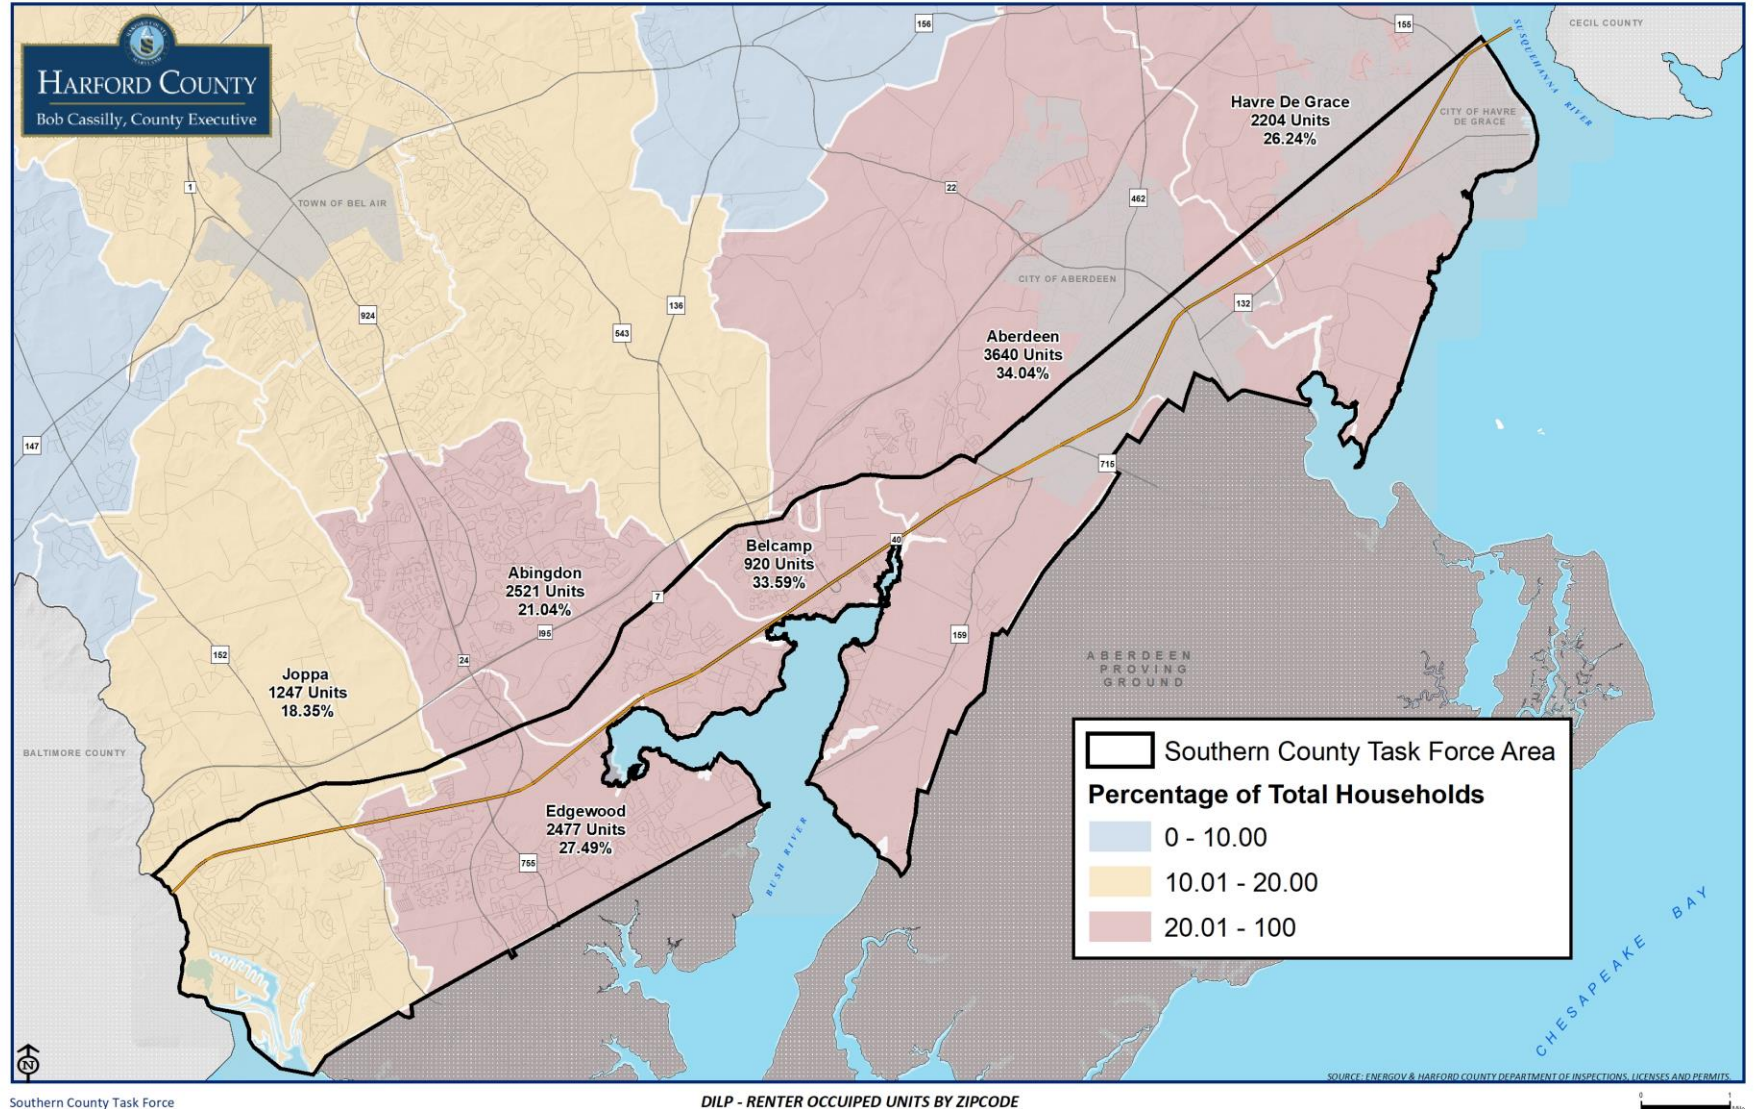 HARFORD COUNTY
Bob Cassilly, County Executive
156
155
CECIL COUNTY
SUSQUEHANNA RIVER
Havre De Grace
2204 Units
26.24%
CITY OF HAVRE
DE GRACE
1
TOWN OF BEL AIR
22
462
CITY OF ABERDEEN
132
924
136
543
Aberdeen
3640 Units
34.04%
147
715
40
Belcamp
920 Units
33.59%
Abingdon
2521 Units
21.04%
7
I95
159
24
152
ABERDEEN
PROVING
GROUND
Joppa
1247 Units
18.35%
BALTIMORE COUNTY
Edgewood
2477 Units
27.49%
755
BUSH RIVER
Southern County Task Force Area
Percentage of Total Households
0 - 10.00
10.01 - 20.00
20.01 - 100
CHESAPEAKE BAY
N
SOURCE: ENERGOV & HARFORD COUNTY DEPARTMENT OF INSPECTIONS, LICENSES AND PERMITS.
Southern County Task Force
DILP - RENTER OCCUIPED UNITS BY ZIPCODE
0 1